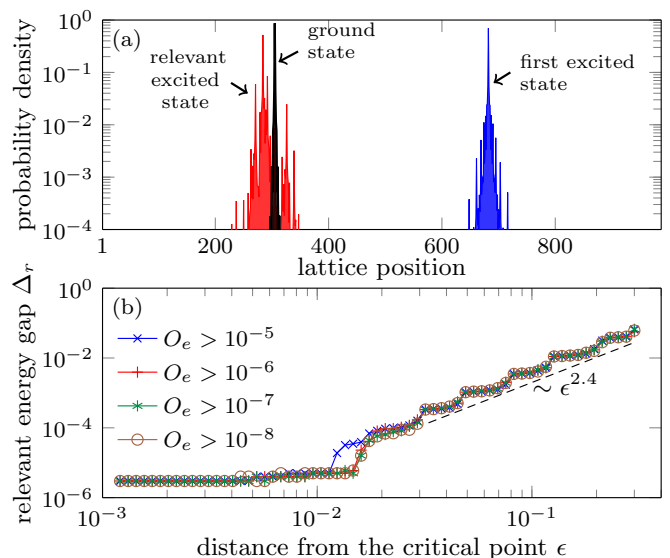 (a)
relevant
excited
state
ground
state
first excited
state
probability density
10^0
10^{-1}
10^{-2}
10^{-3}
10^{-4}
1
200
400
600
800
lattice position
(b)
relevant energy gap Δ_r
10^0
10^{-2}
10^{-4}
10^{-6}
O_e > 10^{-5}
O_e > 10^{-6}
O_e > 10^{-7}
O_e > 10^{-8}
∼ ϵ^{2.4}
10^{-3}
10^{-2}
10^{-1}
distance from the critical point ϵ